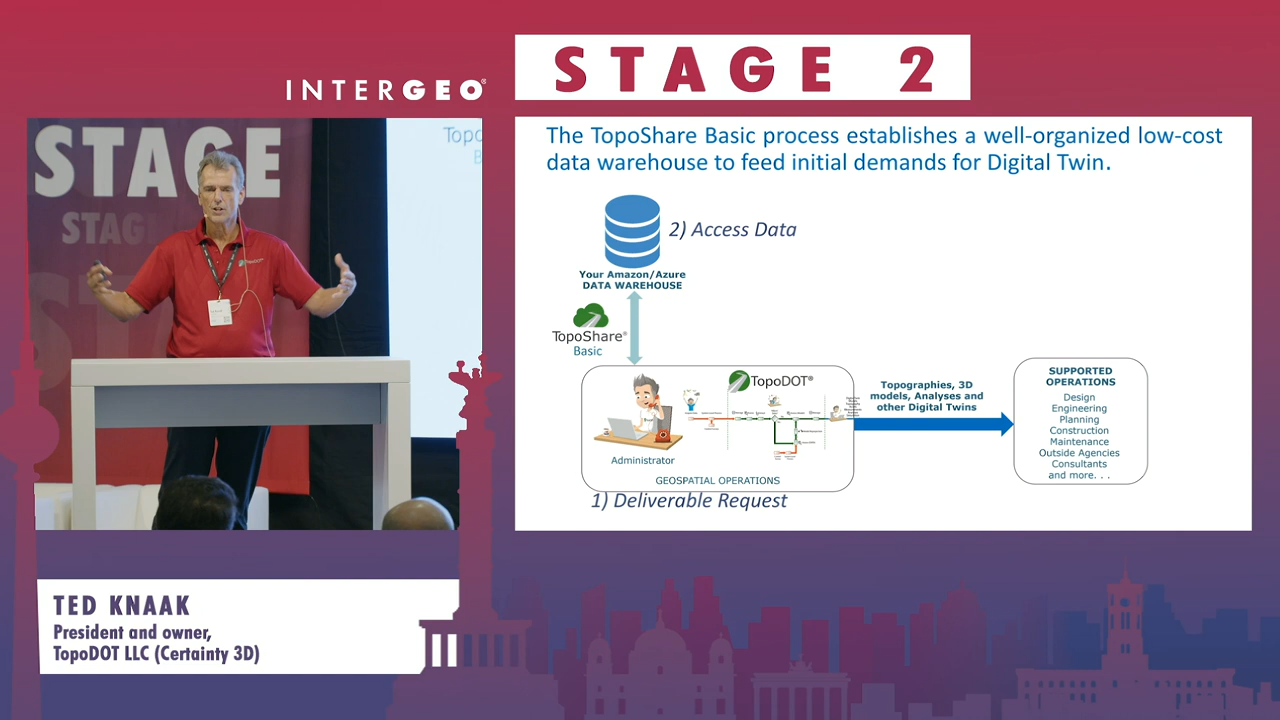 INTERGEO®
STAGE 2
STAGE
STAG
Topo
B
The TopoShare Basic process establishes a well-organized low-cost
data warehouse to feed initial demands for Digital Twin.
2) Access Data
Your Amazon/Azure
DATA WAREHOUSE
TopoShare®
Basic
TopoDOT®
Administrator
GEOSPATIAL OPERATIONS
1) Deliverable Request
Topographies, 3D
models, Analyses and
other Digital Twins
SUPPORTED
OPERATIONS
Design
Engineering
Planning
Construction
Maintenance
Outside Agencies
Consultants
and more. . .
TED KNAAK
President and owner,
TopoDOT LLC (Certainty 3D)